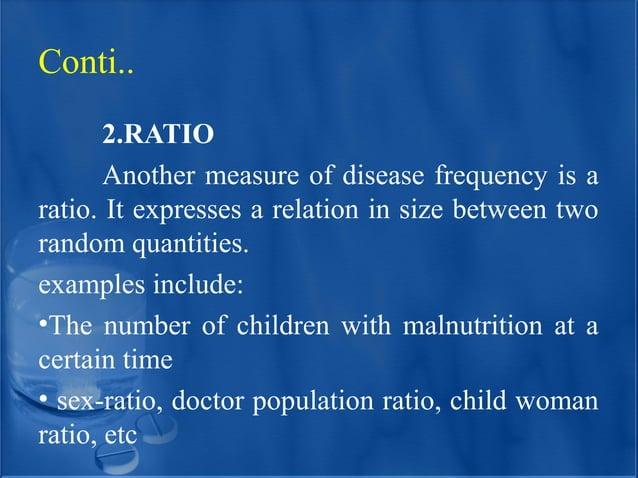 Conti..
2.RATIO
Another measure of disease frequency is a
ratio. It expresses a relation in size between two
random quantities.
examples include:
•The number of children with malnutrition at a
certain time
• sex-ratio, doctor population ratio, child woman
ratio, etc